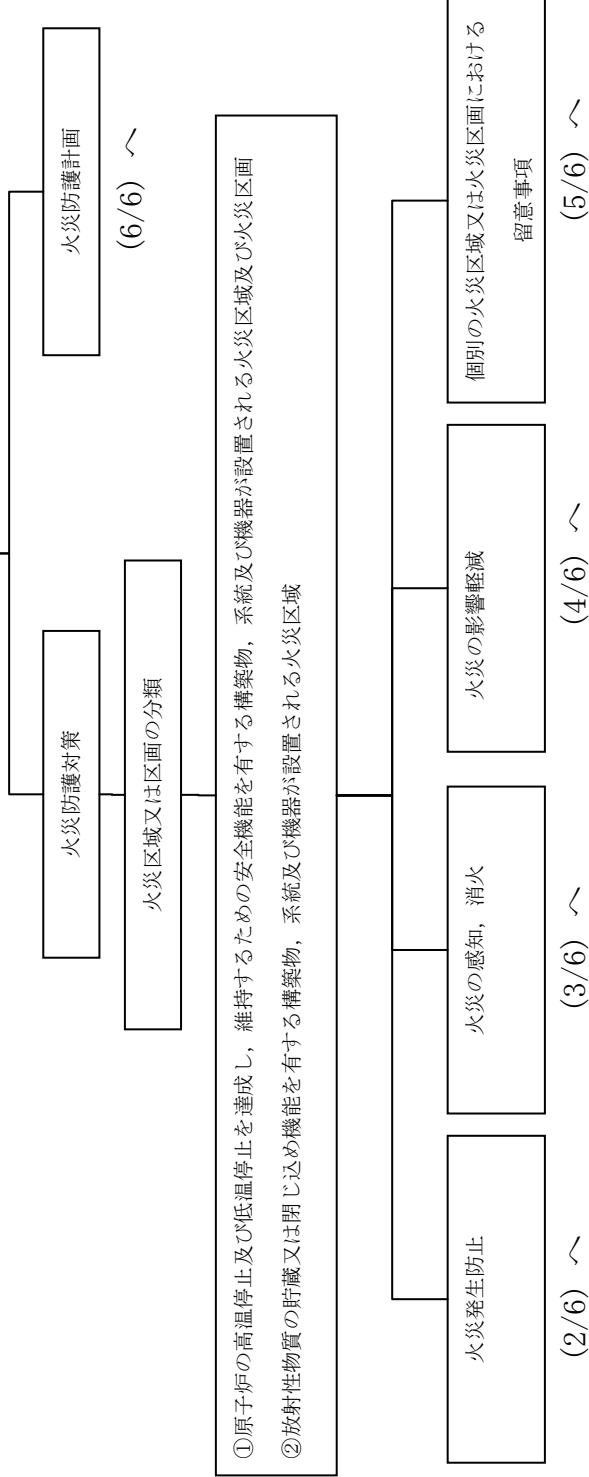 火災防護対策
火災防護計画
(6/6) へ
火災区域又は区画の分類
①原子炉の高温停止及び低温停止を達成し，維持するための安全機能を有する構築物，系統及び機器が設置される火災区域及び火災区画
②放射性物質の貯蔵又は閉じ込め機能を有する構築物，系統及び機器が設置される火災区域
火災発生防止
(2/6) へ
火災の感知，消火
(3/6) へ
火災の影響軽減
(4/6) へ
個別の火災区域又は火災区画における
留意事項
(5/6) へ